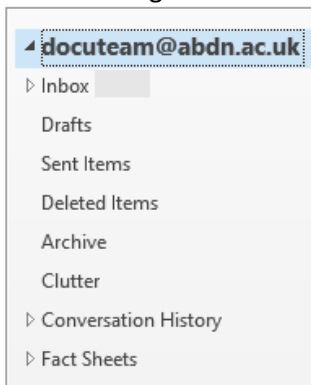 docuteam@abdn.ac.uk
Inbox
Drafts
Sent Items
Deleted Items
Archive
Clutter
Conversation History
Fact Sheets